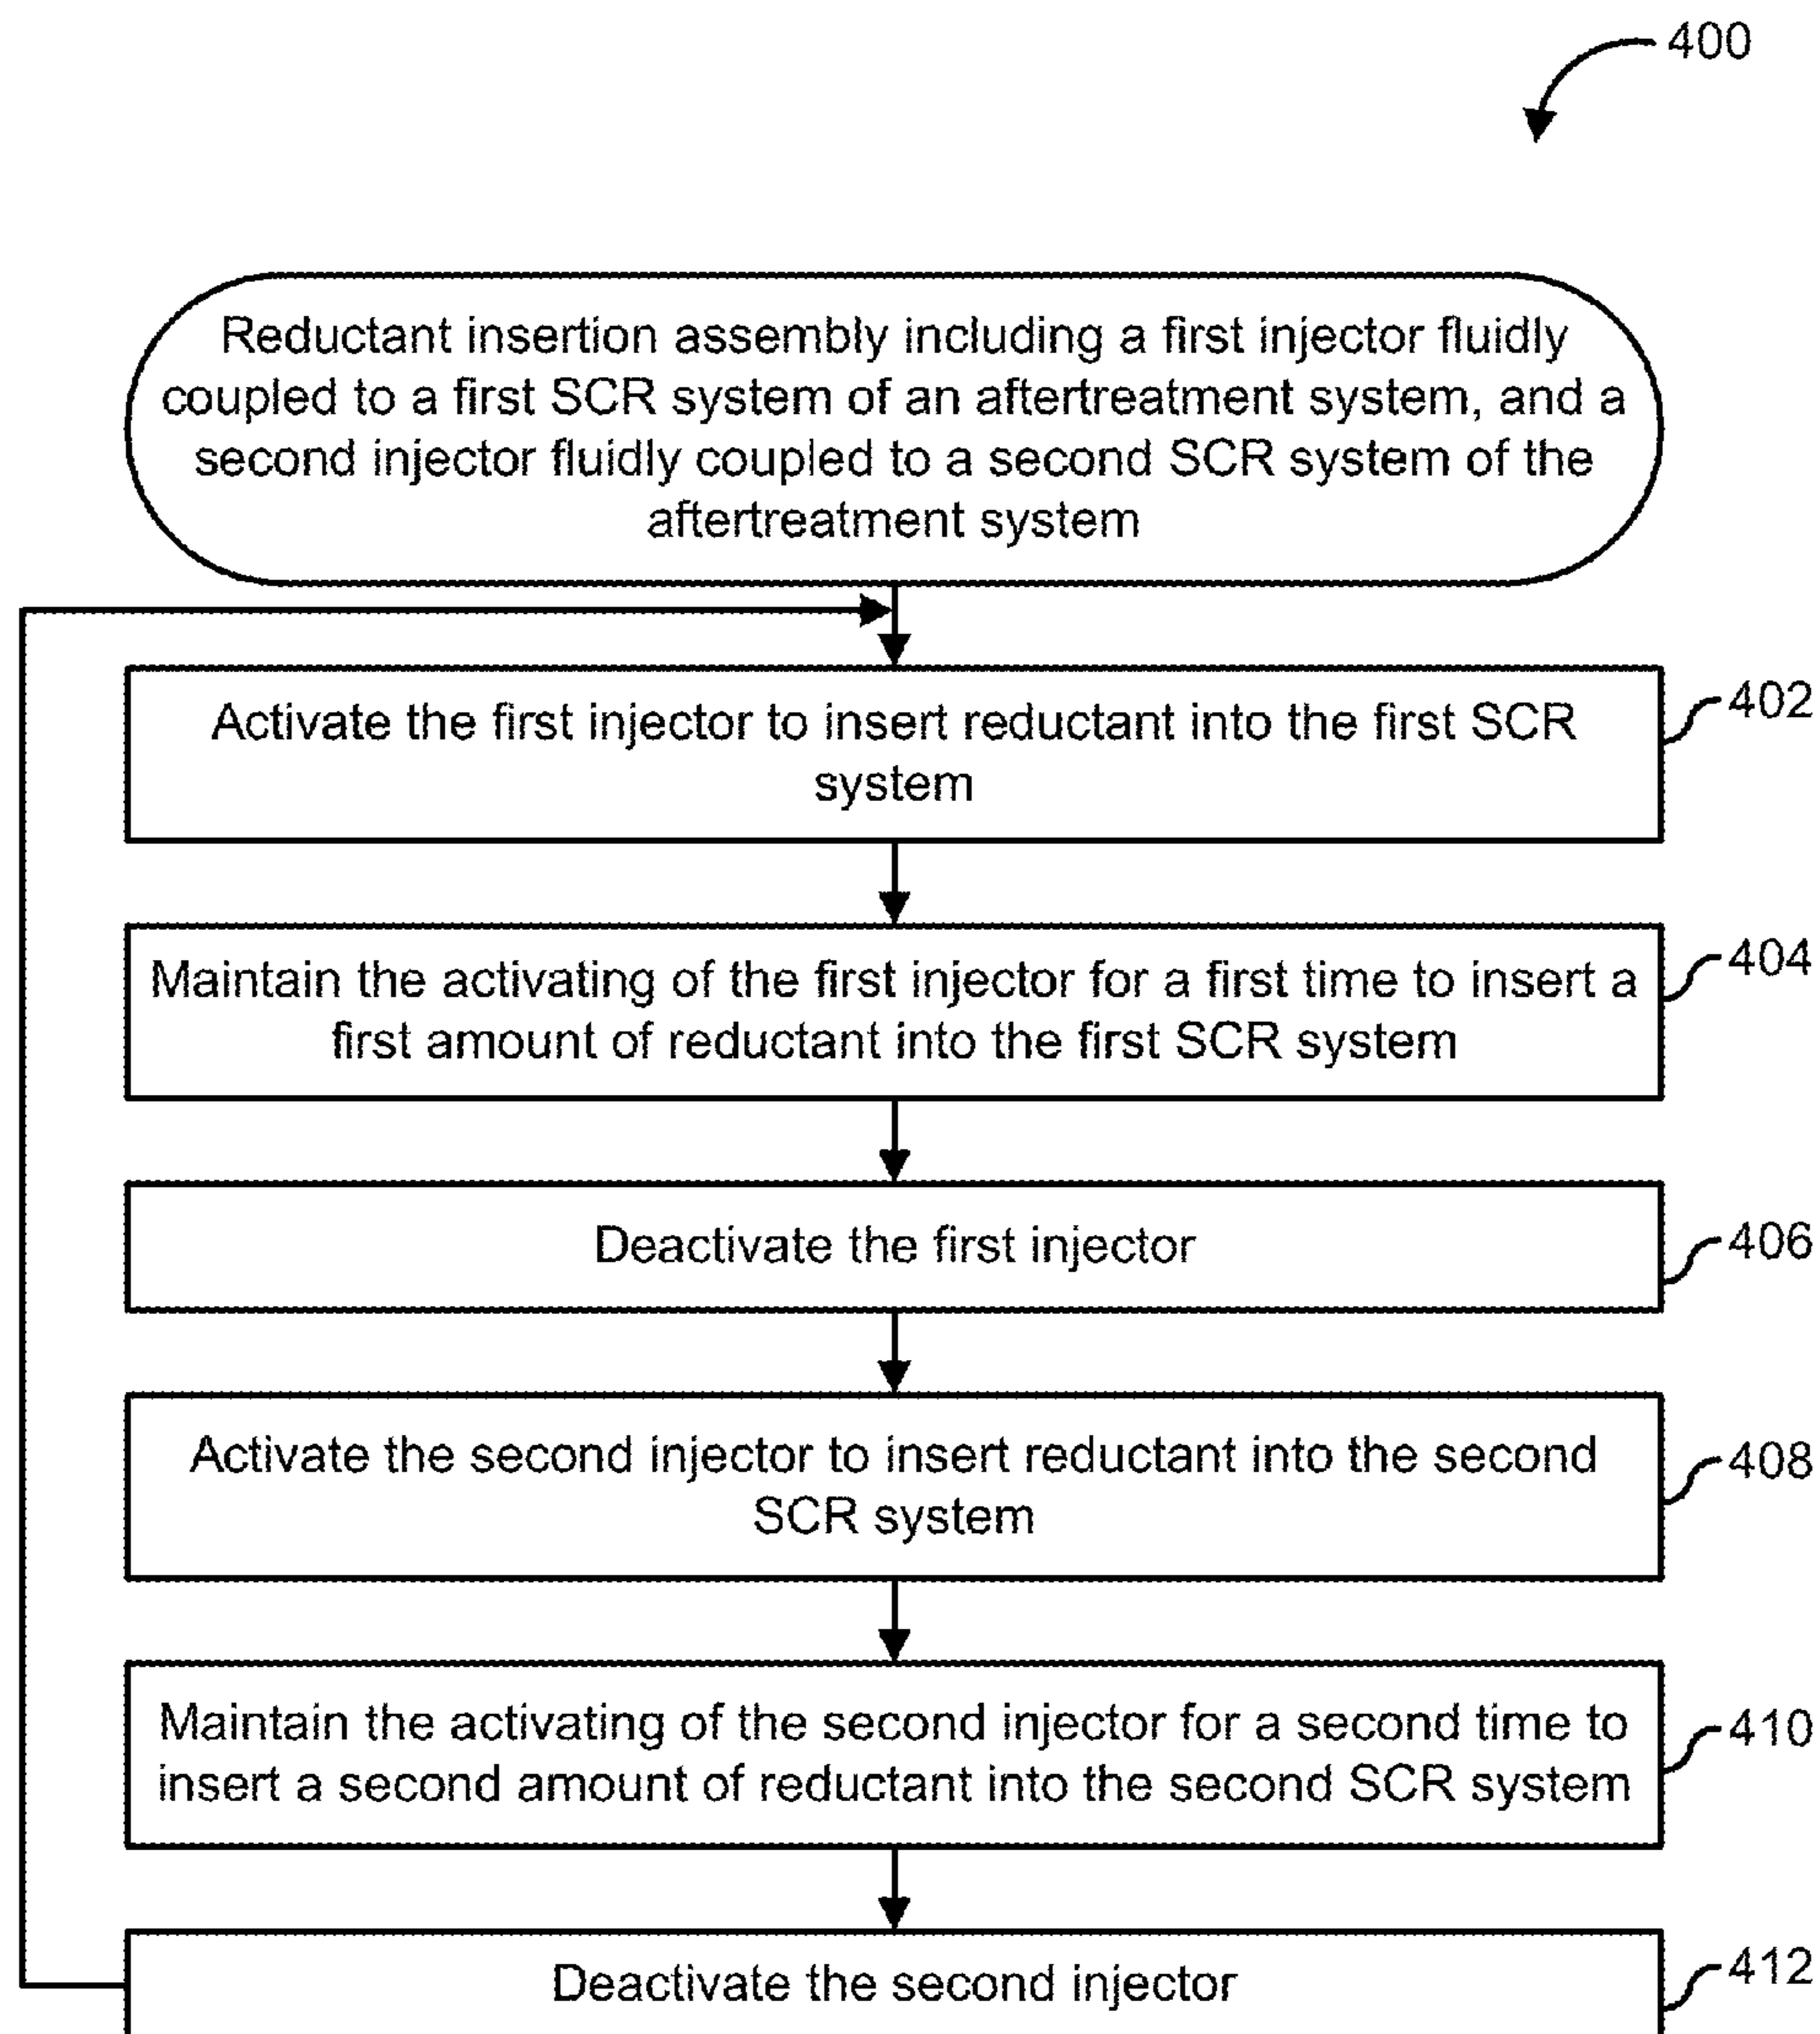 400
Reductant insertion assembly including a first injector fluidly
coupled to a first SCR system of an aftertreatment system, and a
second injector fluidly coupled to a second SCR system of the
aftertreatment system
Activate the first injector to insert reductant into the first SCR
system
402
Maintain the activating of the first injector for a first time to insert a
first amount of reductant into the first SCR system
404
Deactivate the first injector
406
Activate the second injector to insert reductant into the second
SCR system
408
Maintain the activating of the second injector for a second time to
insert a second amount of reductant into the second SCR system
410
Deactivate the second injector
412